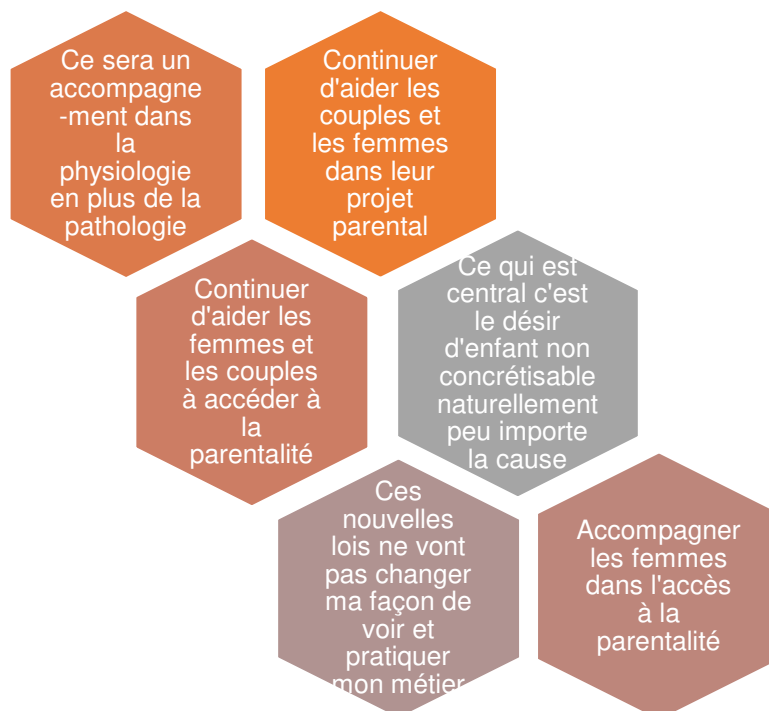 Ce sera un
accompagne
-ment dans
la
physiologie
en plus de la
pathologie
Continuer
d'aider les
couples et
les femmes
dans leur
projet
parental
Continuer
d'aider les
femmes et
les couples
à accéder à
la
parentalité
Ce qui est
central c'est
le désir
d'enfant non
concrétisable
naturellement
peu importe
la cause
Ces
nouvelles
lois ne vont
pas changer
ma façon de
voir et
pratiquer
mon métier
Accompagner
les femmes
dans l'accès
à la
parentalité